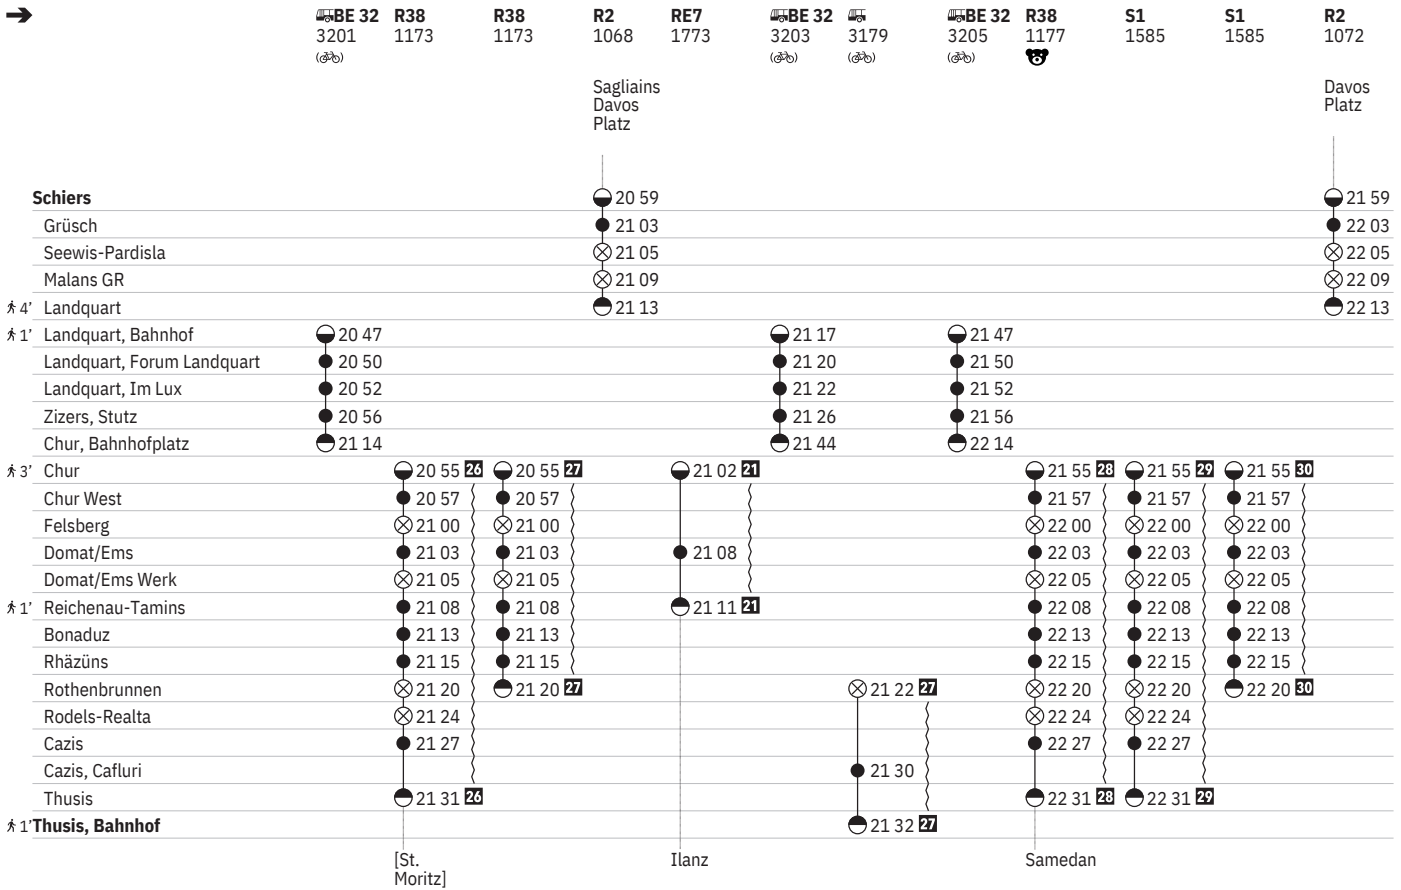 BE 32 R38 R38 R2 RE7 BE 32 BE 32 R38 S1 S1 R2
3201 1173 1173 1068 1773 3203 3179 3205 1177 1585 1585 1072
Sagliains Davos
Davos Platz
Platz
Schiers 20 59 21 59
Grüsch 21 03 22 03
Seewis-Pardisla 21 05 22 05
Malans GR 21 09 22 09
4' Landquart 21 13 22 13
1' Landquart, Bahnhof 20 47 21 17 21 47
Landquart, Forum Landquart 20 50 21 20 21 50
Landquart, Im Lux 20 52 21 22 21 52
Zizers, Stutz 20 56 21 26 21 56
Chur, Bahnhofplatz 21 14 21 44 22 14
3' Chur 20 55 26 20 55 27 21 02 21 21 55 28 21 55 29 21 55 30
Chur West 20 57 20 57 21 57 21 57 21 57
Felsberg 21 00 21 00 22 00 22 00 22 00
Domat/Ems 21 03 21 03 21 08 22 03 22 03 22 03
Domat/Ems Werk 21 05 21 05 22 05 22 05 22 05
1' Reichenau-Tamins 21 08 21 08 21 11 21 22 08 22 08 22 08
Bonaduz 21 13 21 13 22 13 22 13 22 13
Rhäzüns 21 15 21 15 22 15 22 15 22 15
Rothenbrunnen 21 20 21 20 27 21 22 27 22 20 22 20 22 20 30
Rodels-Realta 21 24 22 24 22 24
Cazis 21 27 22 27 22 27
Cazis, Cafluri 21 30
Thusis 21 31 26 22 31 28 22 31 29
1' Thusis, Bahnhof 21 32 27
[St. Ilanz Samedan
Moritz]